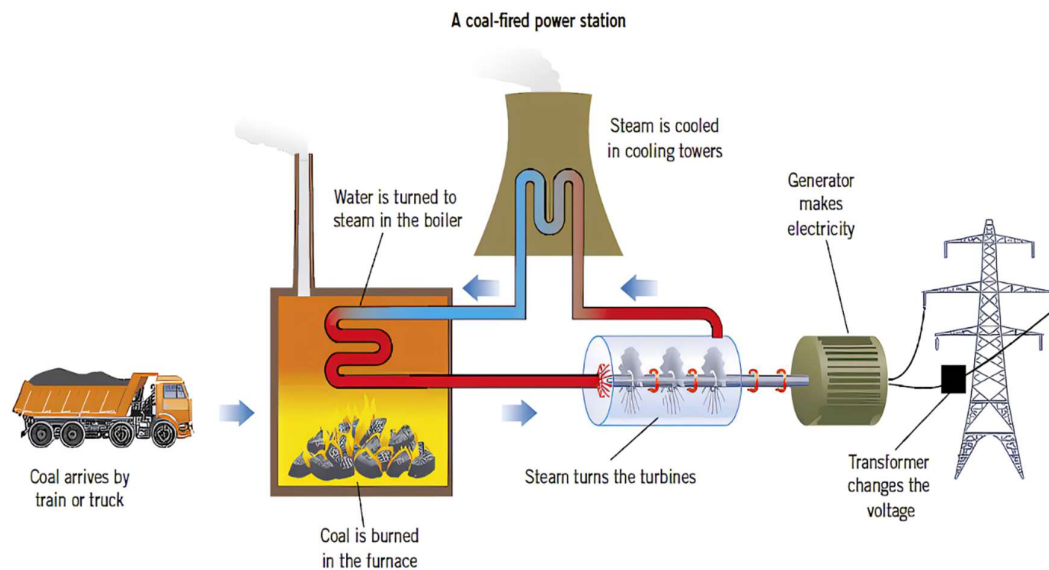 A coal-fired power station
Steam is cooled
in cooling towers
Water is turned to
steam in the boiler
Generator
makes
electricity
Coal arrives by
train or truck
Coal is burned
in the furnace
Steam turns the turbines
Transformer
changes the
voltage